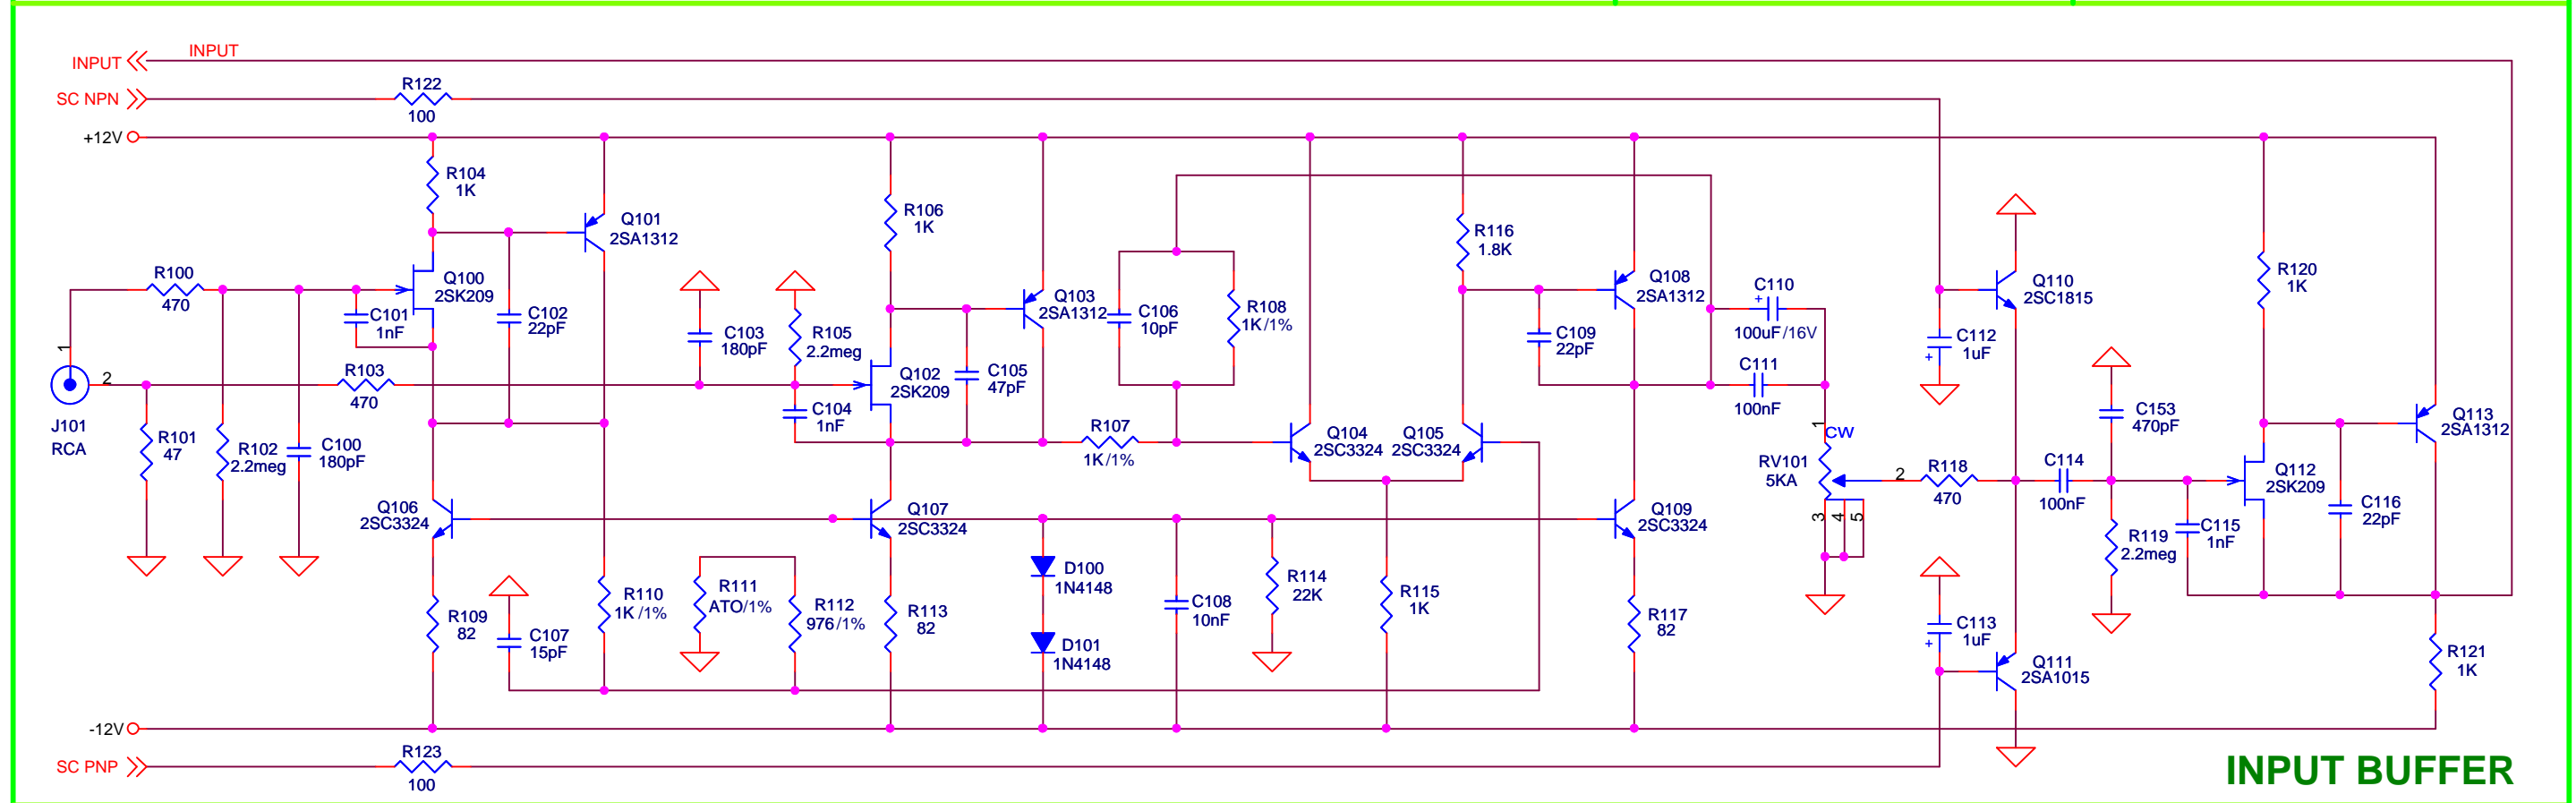 INPUT
INPUT
SC NPN
R122
100
+12V
R104
1K
Q101
2SA1312
R106
1K
R116
1.8K
R100
470
Q100
2SK209
C101
1nF
C102
22pF
C103
180pF
R105
2.2meg
Q102
2SK209
Q103
2SA1312
C105
47pF
C106
10pF
R108
1K/1%
Q108
2SA1312
C109
22pF
C110
+
100uF/16V
C111
100nF
Q110
2SC1815
C112
1uF
+
R120
1K
1
2
J101
RCA
R103
470
R101
47
R102
2.2meg
C100
180pF
C104
1nF
R107
1K/1%
Q104
2SC3324
Q105
2SC3324
1
CW
RV101
5KA
2
3
4
5
R118
470
C114
100nF
C153
470pF
Q113
2SA1312
Q112
2SK209
C116
22pF
C115
1nF
R119
2.2meg
Q106
2SC3324
Q107
2SC3324
Q109
2SC3324
R109
82
C107
15pF
R110
1K/1%
R111
ATO/1%
R112
976/1%
R113
82
D100
1N4148
D101
1N4148
C108
10nF
R114
22K
R115
1K
R117
82
C113
1uF
+
Q111
2SA1015
R121
1K
-12V
SC PNP
R123
100
INPUT BUFFER